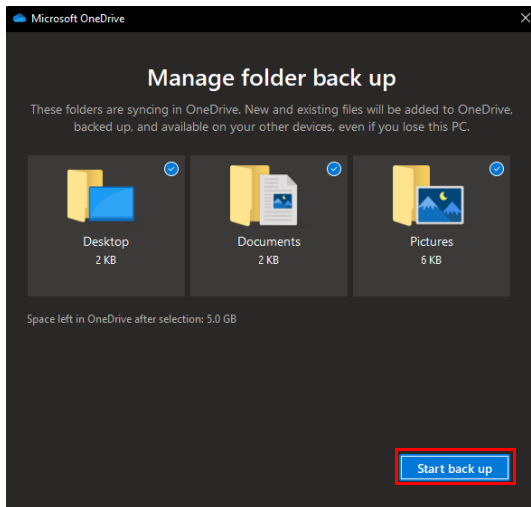 Microsoft OneDrive
Manage folder back up
These folders are syncing in OneDrive. New and existing files will be added to OneDrive,
backed up, and available on your other devices, even if you lose this PC.
Desktop
2 KB
Documents
2 KB
Pictures
6 KB
Space left in OneDrive after selection: 5.0 GB
Start back up